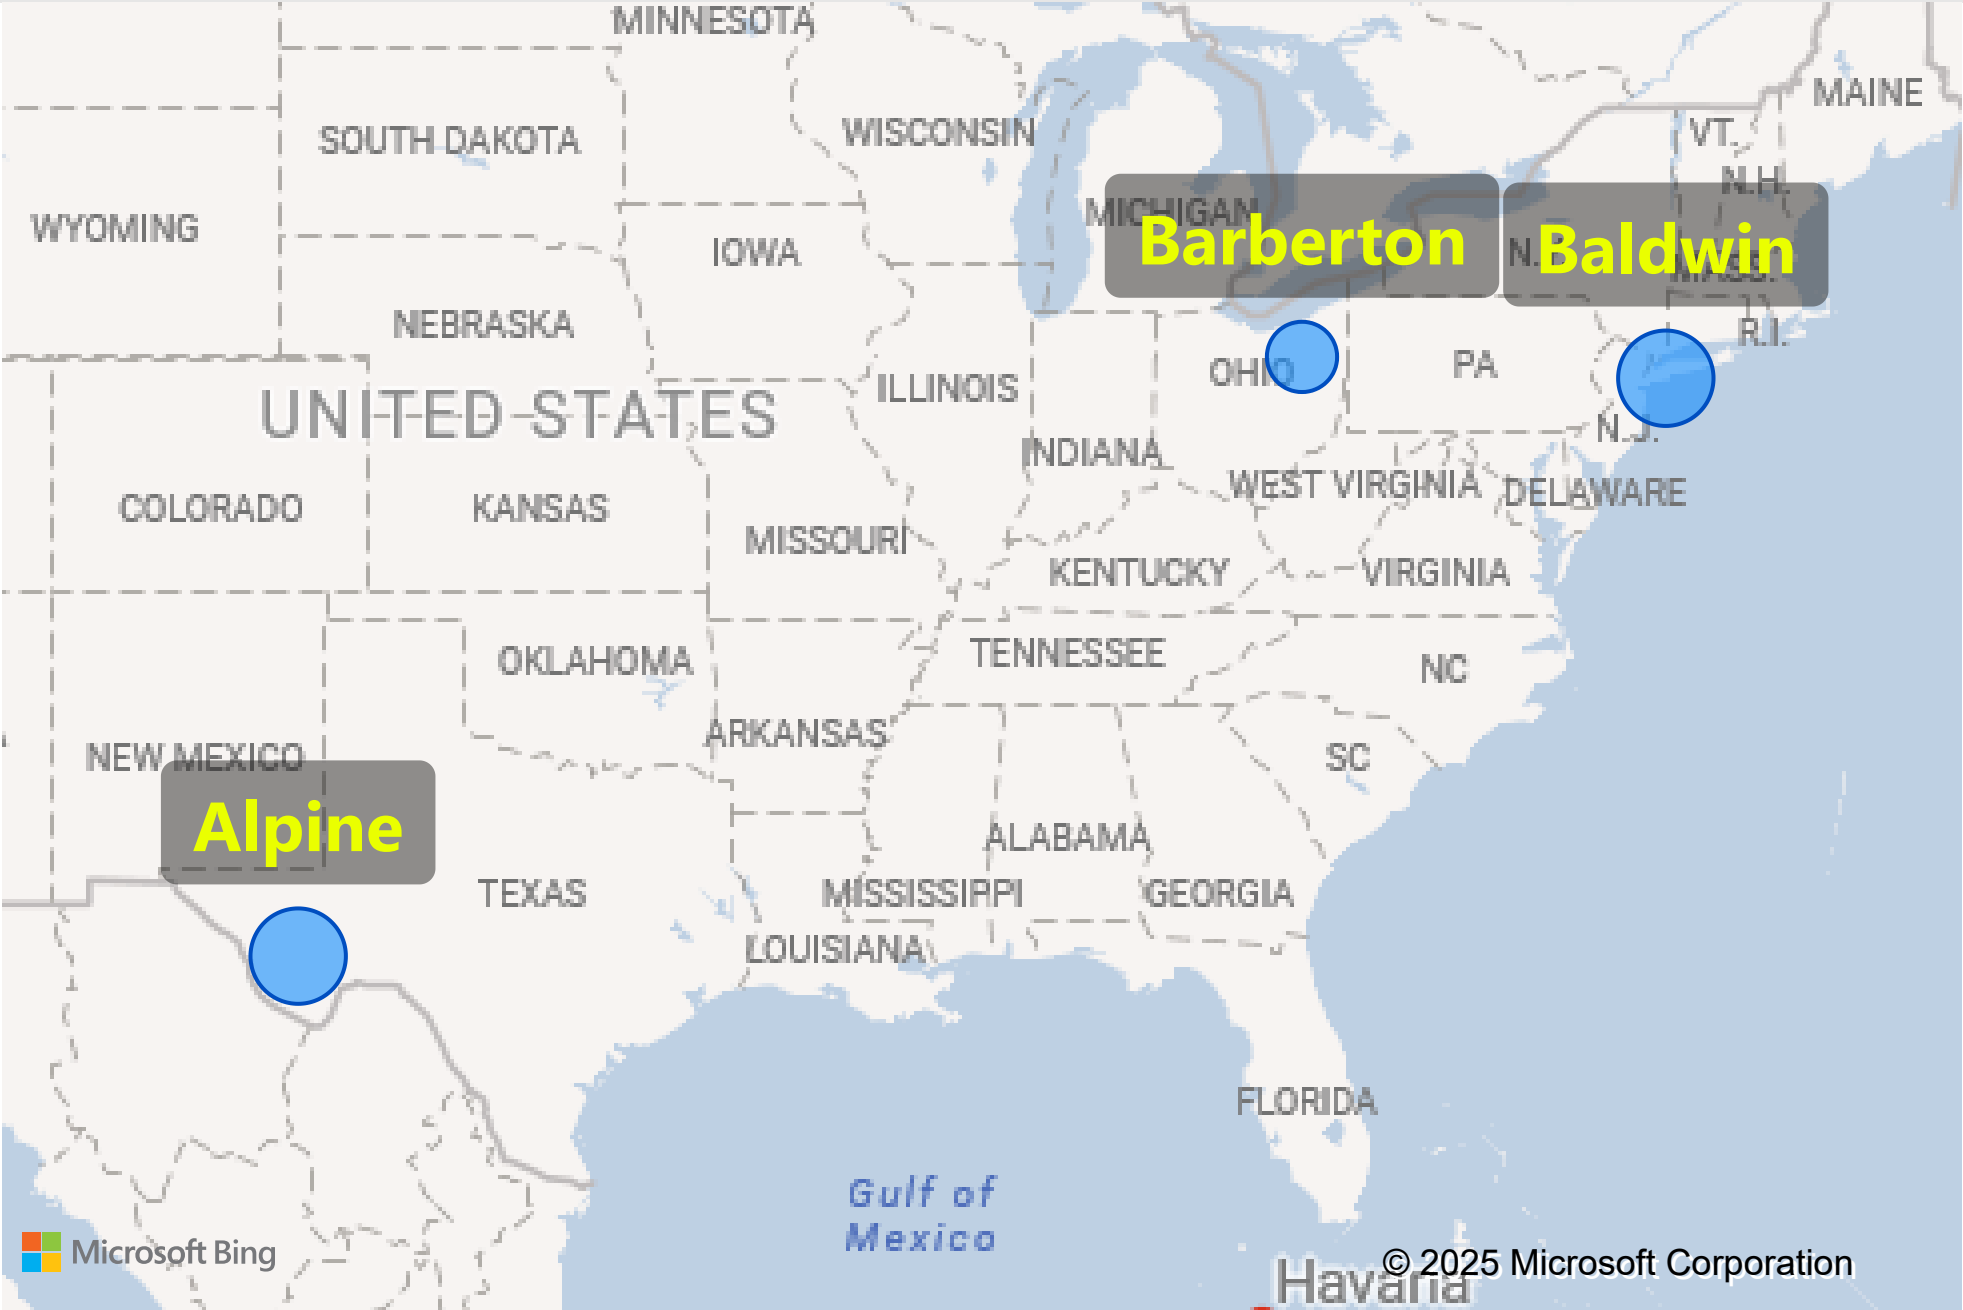 MINNESOTA
MAINE
SOUTH DAKOTA
WISCONSIN
VT.
N.H.
MICHIGAN
WYOMING
IOWA
Barberton
Baldwin
MASS.
NEBRASKA
R.I.
ILLINOIS
OHIO
PA
UNITED STATES
N.J.
INDIANA
WEST VIRGINIA
DELAWARE
COLORADO
KANSAS
MISSOURI
KENTUCKY
VIRGINIA
OKLAHOMA
TENNESSEE
NC
ARKANSAS
NEW MEXICO
SC
Alpine
ALABAMA
TEXAS
MISSISSIPPI
GEORGIA
LOUISIANA
FLORIDA
Gulf of
Mexico
Microsoft Bing
© 2025 Microsoft Corporation
Havana